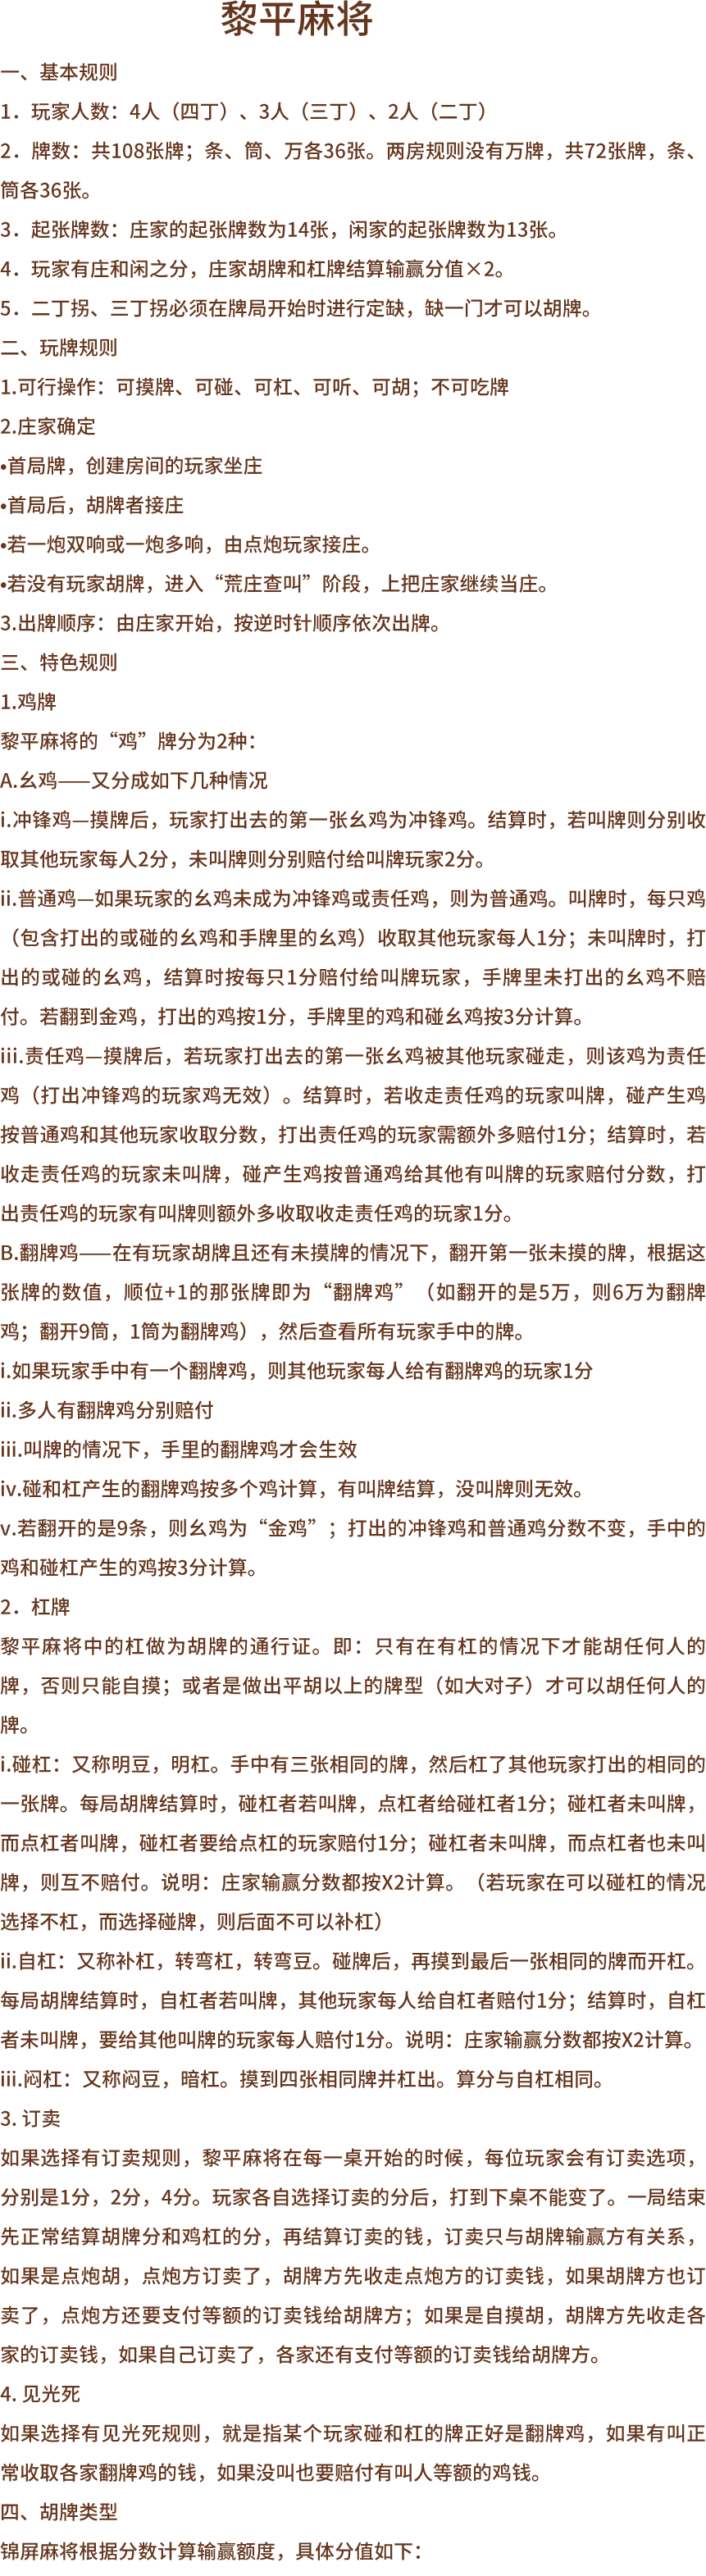 黎平麻将
一、基本规则
1．玩家人数：4人（四丁）、3人（三丁）、2人（二丁）
2．牌数：共108张牌；条、筒、万各36张。两房规则没有万牌，共72张牌，条、
筒各36张。
3．起张牌数：庄家的起张牌数为14张，闲家的起张牌数为13张。
4．玩家有庄和闲之分，庄家胡牌和杠牌结算输赢分值×2。
5．二丁拐、三丁拐必须在牌局开始时进行定缺，缺一门才可以胡牌。
二、玩牌规则
1.可行操作：可摸牌、可碰、可杠、可听、可胡；不可吃牌
2.庄家确定
•首局牌，创建房间的玩家坐庄
•首局后，胡牌者接庄
•若一炮双响或一炮多响，由点炮玩家接庄。
•若没有玩家胡牌，进入“荒庄查叫”阶段，上把庄家继续当庄。
3.出牌顺序：由庄家开始，按逆时针顺序依次出牌。
三、特色规则
1.鸡牌
黎平麻将的“鸡”牌分为2种：
A.幺鸡——又分成如下几种情况
i.冲锋鸡—摸牌后，玩家打出去的第一张幺鸡为冲锋鸡。结算时，若叫牌则分别收
取其他玩家每人2分，未叫牌则分别赔付给叫牌玩家2分。
ii.普通鸡—如果玩家的幺鸡未成为冲锋鸡或责任鸡，则为普通鸡。叫牌时，每只鸡
（包含打出的或碰的幺鸡和手牌里的幺鸡）收取其他玩家每人1分；未叫牌时，打
出的或碰的幺鸡，结算时按每只1分赔付给叫牌玩家，手牌里未打出的幺鸡不赔
付。若翻到金鸡，打出的鸡按1分，手牌里的鸡和碰幺鸡按3分计算。
iii.责任鸡—摸牌后，若玩家打出去的第一张幺鸡被其他玩家碰走，则该鸡为责任
鸡（打出冲锋鸡的玩家鸡无效）。结算时，若收走责任鸡的玩家叫牌，碰产生鸡
按普通鸡和其他玩家收取分数，打出责任鸡的玩家需额外多赔付1分；结算时，若
收走责任鸡的玩家未叫牌，碰产生鸡按普通鸡给其他有叫牌的玩家赔付分数，打
出责任鸡的玩家有叫牌则额外多收取收走责任鸡的玩家1分。
B.翻牌鸡——在有玩家胡牌且还有未摸牌的情况下，翻开第一张未摸的牌，根据这
张牌的数值，顺位+1的那张牌即为“翻牌鸡”（如翻开的是5万，则6万为翻牌
鸡；翻开9筒，1筒为翻牌鸡），然后查看所有玩家手中的牌。
i.如果玩家手中有一个翻牌鸡，则其他玩家每人给有翻牌鸡的玩家1分
ii.多人有翻牌鸡分别赔付
iii.叫牌的情况下，手里的翻牌鸡才会生效
iv.碰和杠产生的翻牌鸡按多个鸡计算，有叫牌结算，没叫牌则无效。
v.若翻开的是9条，则幺鸡为“金鸡”；打出的冲锋鸡和普通鸡分数不变，手中的
鸡和碰杠产生的鸡按3分计算。
2．杠牌
黎平麻将中的杠做为胡牌的通行证。即：只有在有杠的情况下才能胡任何人的
牌，否则只能自摸；或者是做出平胡以上的牌型（如大对子）才可以胡任何人的
牌。
i.碰杠：又称明豆，明杠。手中有三张相同的牌，然后杠了其他玩家打出的相同的
一张牌。每局胡牌结算时，碰杠者若叫牌，点杠者给碰杠者1分；碰杠者未叫牌，
而点杠者叫牌，碰杠者要给点杠的玩家赔付1分；碰杠者未叫牌，而点杠者也未叫
牌，则互不赔付。说明：庄家输赢分数都按X2计算。（若玩家在可以碰杠的情况
选择不杠，而选择碰牌，则后面不可以补杠）
ii.自杠：又称补杠，转弯杠，转弯豆。碰牌后，再摸到最后一张相同的牌而开杠。
每局胡牌结算时，自杠者若叫牌，其他玩家每人给自杠者赔付1分；结算时，自杠
者未叫牌，要给其他叫牌的玩家每人赔付1分。说明：庄家输赢分数都按X2计算。
iii.闷杠：又称闷豆，暗杠。摸到四张相同牌并杠出。算分与自杠相同。
3. 订卖
如果选择有订卖规则，黎平麻将在每一桌开始的时候，每位玩家会有订卖选项，
分别是1分，2分，4分。玩家各自选择订卖的分后，打到下桌不能变了。一局结束
先正常结算胡牌分和鸡杠的分，再结算订卖的钱，订卖只与胡牌输赢方有关系，
如果是点炮胡，点炮方订卖了，胡牌方先收走点炮方的订卖钱，如果胡牌方也订
卖了，点炮方还要支付等额的订卖钱给胡牌方；如果是自摸胡，胡牌方先收走各
家的订卖钱，如果自己订卖了，各家还有支付等额的订卖钱给胡牌方。
4. 见光死
如果选择有见光死规则，就是指某个玩家碰和杠的牌正好是翻牌鸡，如果有叫正
常收取各家翻牌鸡的钱，如果没叫也要赔付有叫人等额的鸡钱。
四、胡牌类型
锦屏麻将根据分数计算输赢额度，具体分值如下：